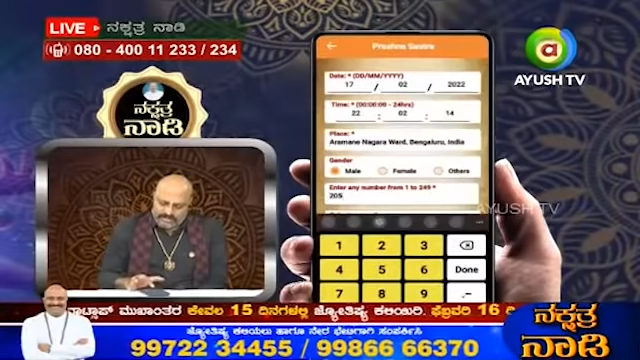 LIVE ನಕ್ಷತ್ರ ನಾಡಿ
080 - 400 11 233 / 234
a
AYUSH TV
ನಕ್ಷತ್ರ
ನಾಡಿ
Prashna Sastra
Date: * (DD/MM/YYYY)
17 / 02 / 2022
Time: * (00:00:00 - 24hrs)
22 : 02 : 14
Place: *
Aramane Nagara Ward, Bengaluru, India
Gender
Male Female Others
Enter any number from 1 to 249 *
205
AYUSH TV
1 2 3
4 5 6 Done
7 8 9 .-
ವಾಟ್ಸಾಪ್ ಮುಖಾಂತರ ಕೇವಲ 15 ದಿನಗಳಲ್ಲಿ ಜ್ಯೋತಿಷ್ಯ ಕಲಿಯಿರಿ. ಫೆಬ್ರವರಿ 16
ಜ್ಯೋತಿಷ್ಯ ಕಲಿಯಲು ಹಾಗೂ ನೇರ ಭೇಟಿಗಾಗಿ ಸಂಪರ್ಕಿಸಿ
99722 34455 / 99866 66370
ನಕ್ಷತ್ರ
ನಾಡಿ